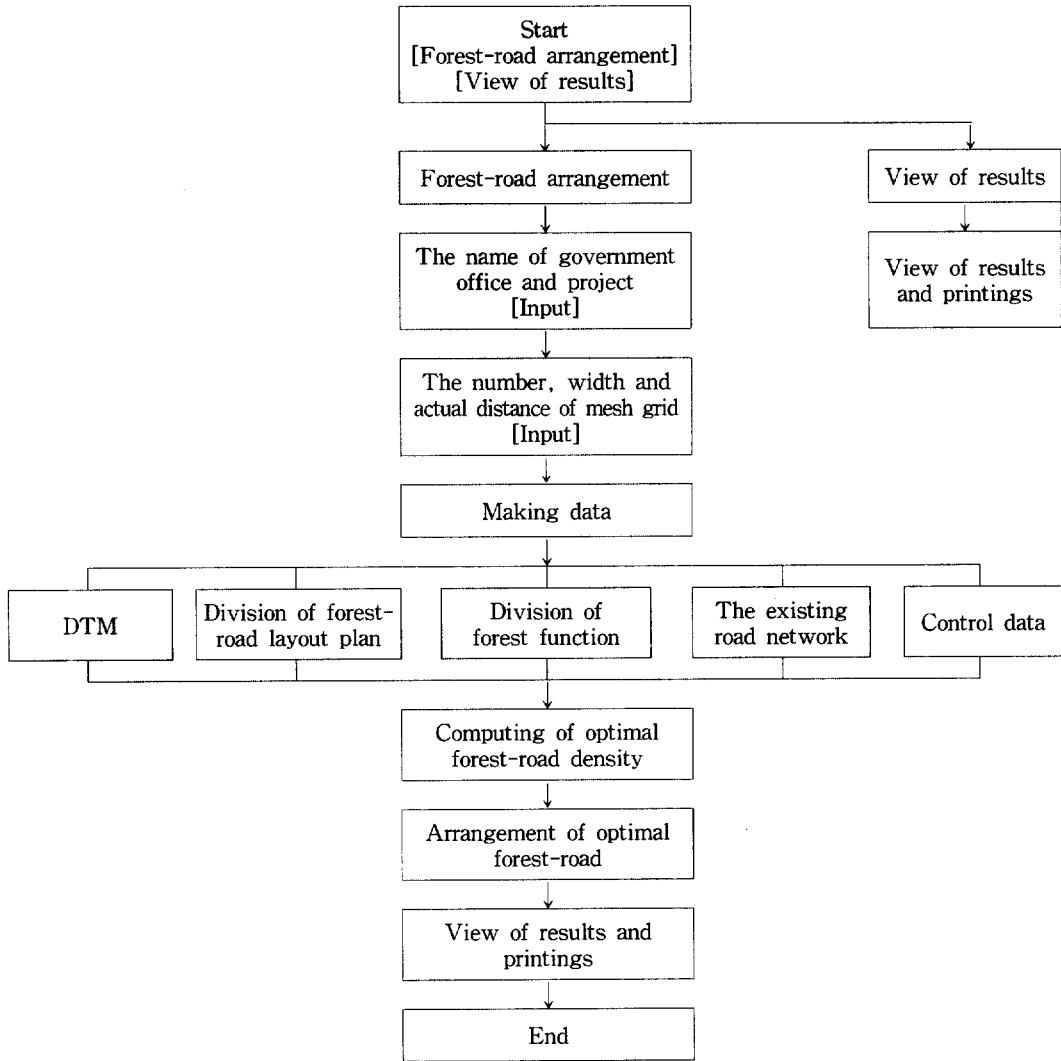 Start
[Forest-road arrangement]
[View of results]
Forest-road arrangement
View of results
The name of government
office and project
[Input]
View of results
and printings
The number, width and
actual distance of mesh grid
[Input]
Making data
DTM
Division of forest-
road layout plan
Division of
forest function
The existing
road network
Control data
Computing of optimal
forest-road density
Arrangement of optimal
forest-road
View of results and
printings
End